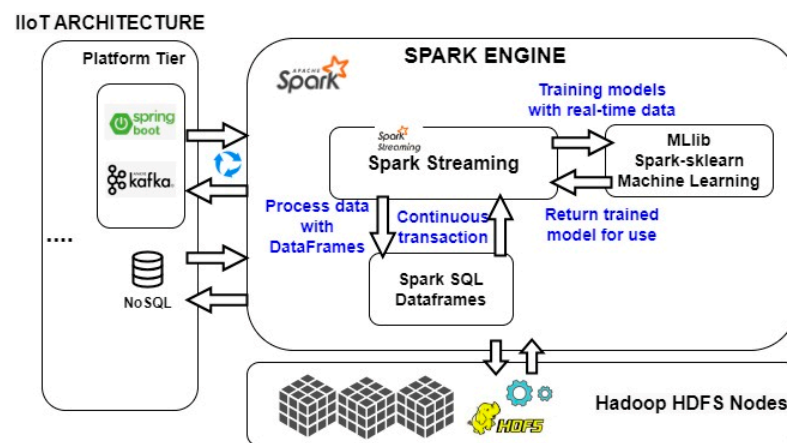 IIoT ARCHITECTURE
Platform Tier
spring
boot
kafka
....
NoSQL
SPARK ENGINE
APACHE
Spark
Training models
with real-time data
Spark
Streaming
Spark Streaming
MLlib
Spark-sklearn
Machine Learning
Process data
with
DataFrames
Continuous
transaction
Return trained
model for use
Spark SQL
Dataframes
HDFS
Hadoop HDFS Nodes